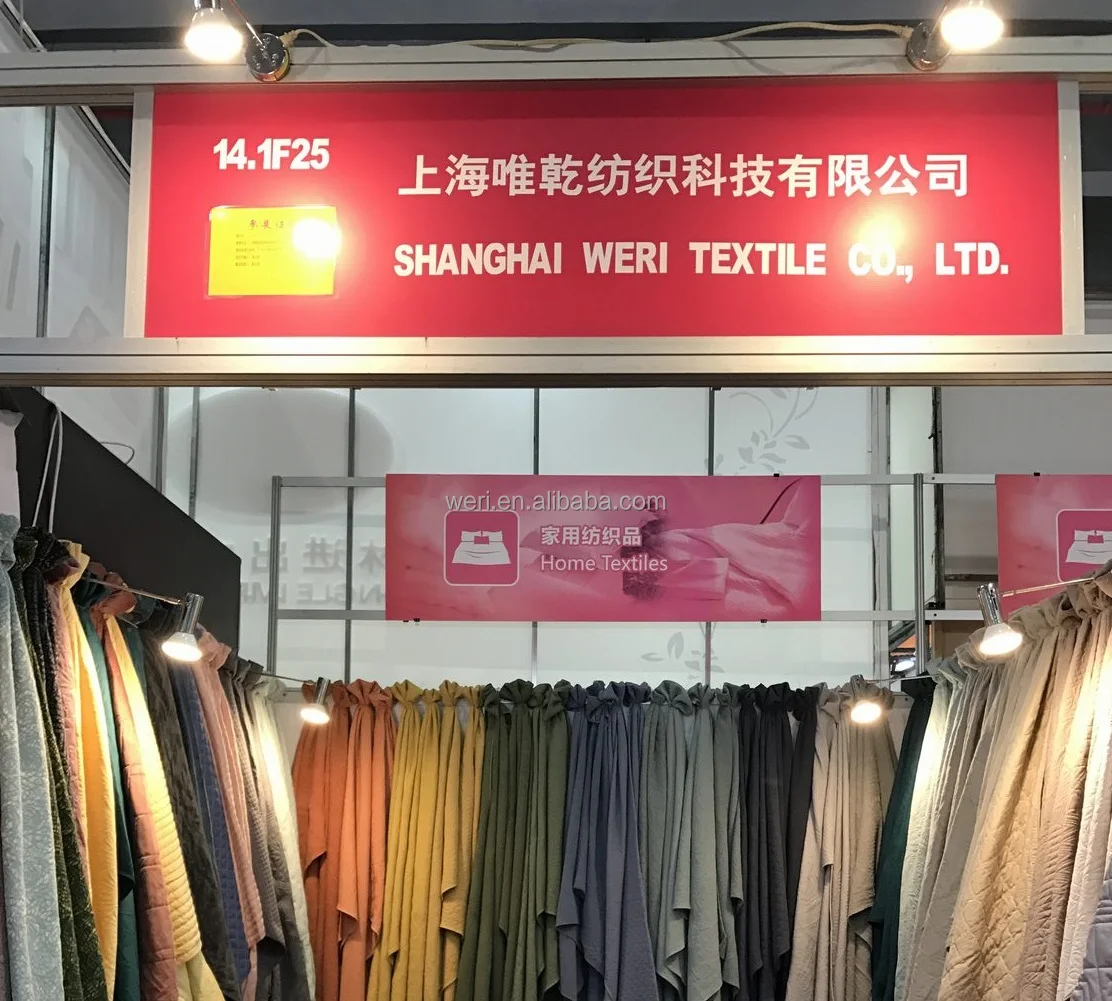 14.1F25
上海唯乾纺织科技有限公司
SHANGHAI WERI TEXTILE CO., LTD.
weri.en.alibaba.com
家用纺织品
Home Textiles